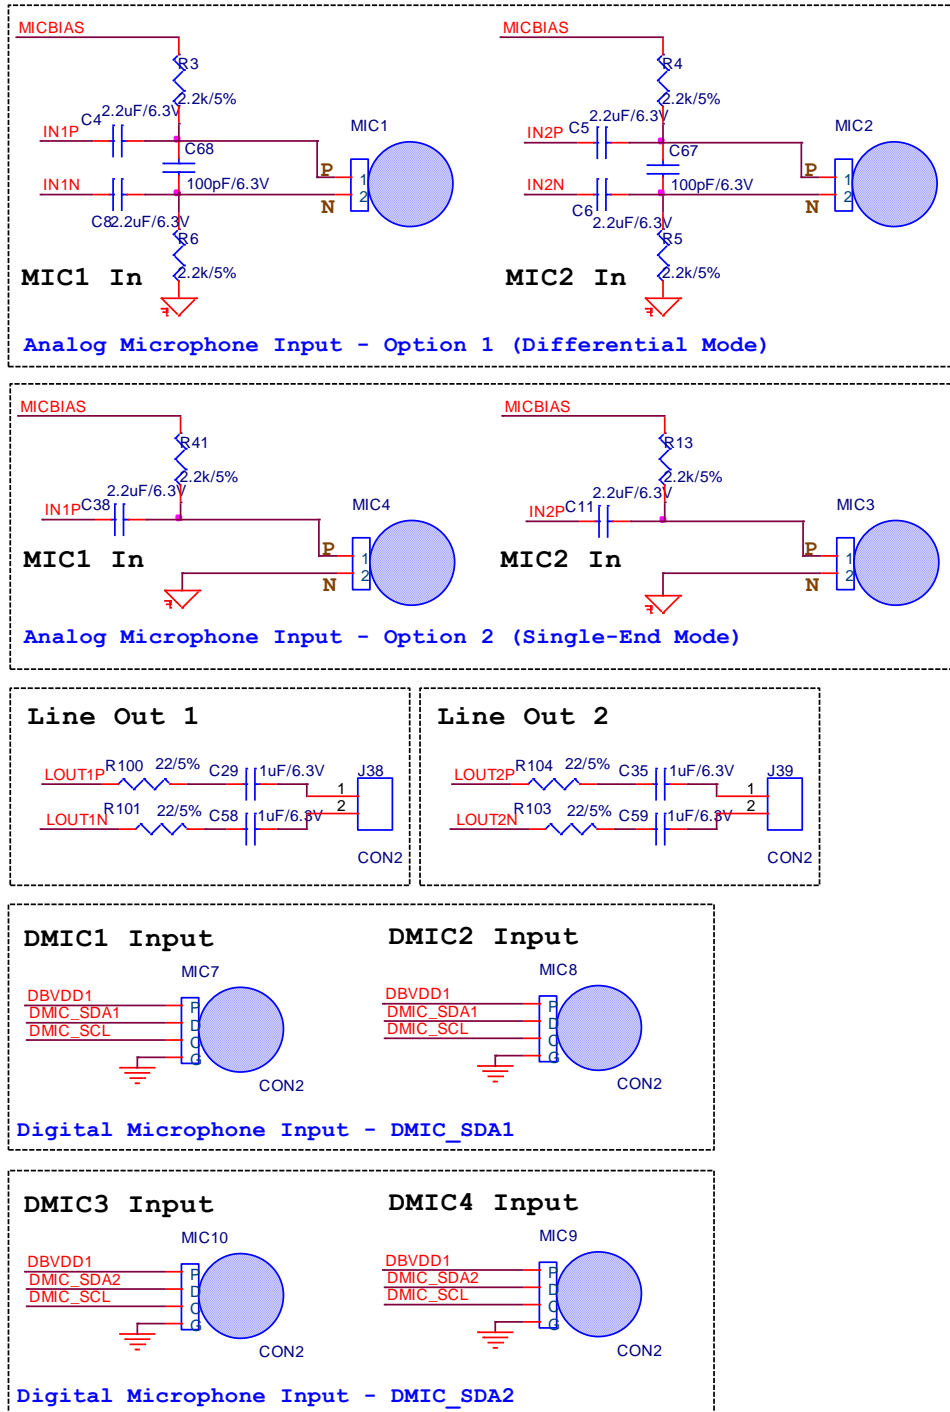 MICBIAS
R3
2.2k/5%
C4
2.2uF/6.3V
IN1P
C68
100pF/6.3V
IN1N
C8
2.2uF/6.3V
R6
2.2k/5%
MIC1
P
1
2
N
MIC1 In
MICBIAS
R4
2.2k/5%
C5
2.2uF/6.3V
IN2P
C67
100pF/6.3V
IN2N
C6
2.2uF/6.3V
R5
2.2k/5%
MIC2
P
1
2
N
MIC2 In
Analog Microphone Input - Option 1 (Differential Mode)
MICBIAS
R41
2.2k/5%
2.2uF/6.3V
IN1P
C38
MIC4
P
1
2
N
MIC1 In
MICBIAS
R13
2.2k/5%
2.2uF/6.3V
IN2P
C11
MIC3
P
1
2
N
MIC2 In
Analog Microphone Input - Option 2 (Single-End Mode)
Line Out 1
LOUT1P
R100
22/5%
C29
1uF/6.3V
J38
1
2
LOUT1N
R101
22/5%
C58
1uF/6.3V
CON2
Line Out 2
LOUT2P
R104
22/5%
C35
1uF/6.3V
J39
1
2
LOUT2N
R103
22/5%
C59
1uF/6.3V
CON2
DMIC1 Input
MIC7
DBVDD1
P
DMIC_SDA1
D
DMIC_SCL
C
G
CON2
DMIC2 Input
MIC8
DBVDD1
P
DMIC_SDA1
D
DMIC_SCL
C
G
CON2
Digital Microphone Input - DMIC_SDA1
DMIC3 Input
MIC10
DBVDD1
P
DMIC_SDA2
D
DMIC_SCL
C
G
CON2
DMIC4 Input
MIC9
DBVDD1
P
DMIC_SDA2
D
DMIC_SCL
C
G
CON2
Digital Microphone Input - DMIC_SDA2